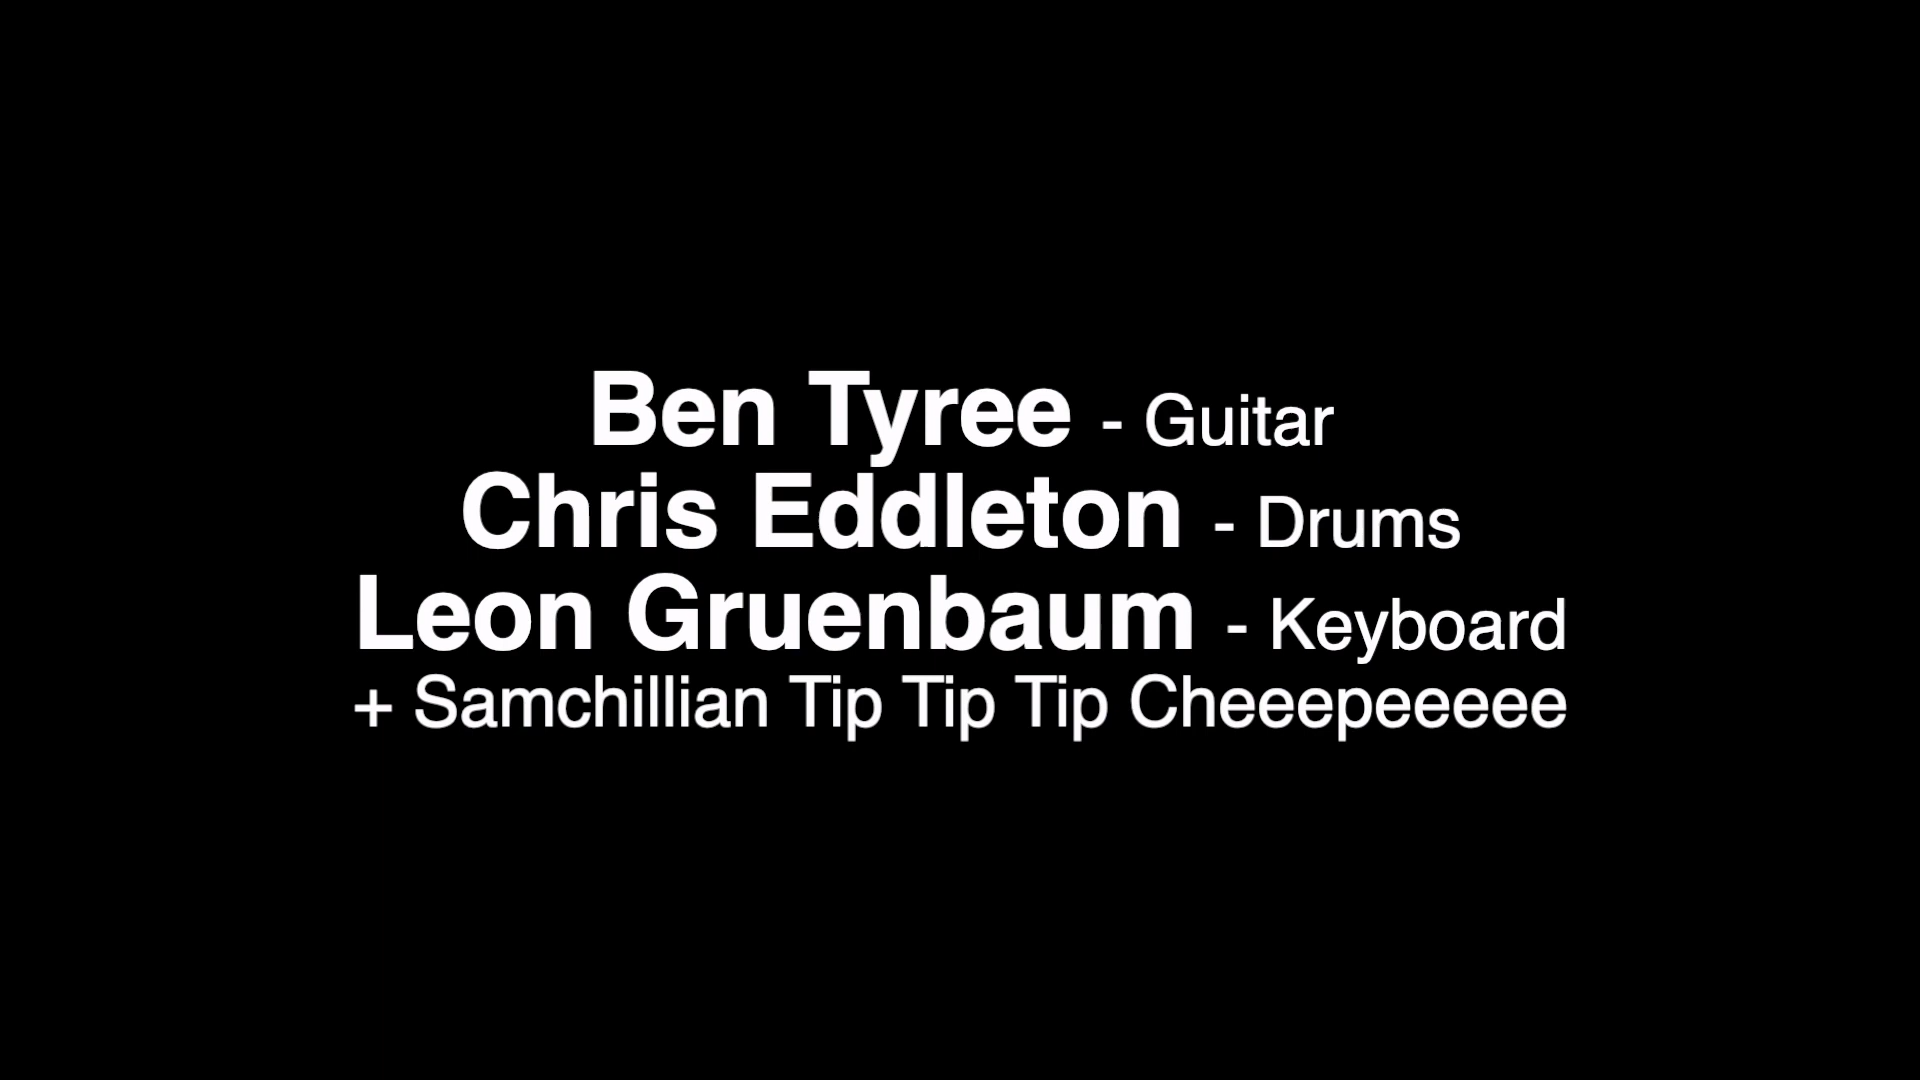 Ben Tyree - Guitar
Chris Eddleton - Drums
Leon Gruenbaum - Keyboard
+ Samchillian Tip Tip Tip Cheeepeeeee